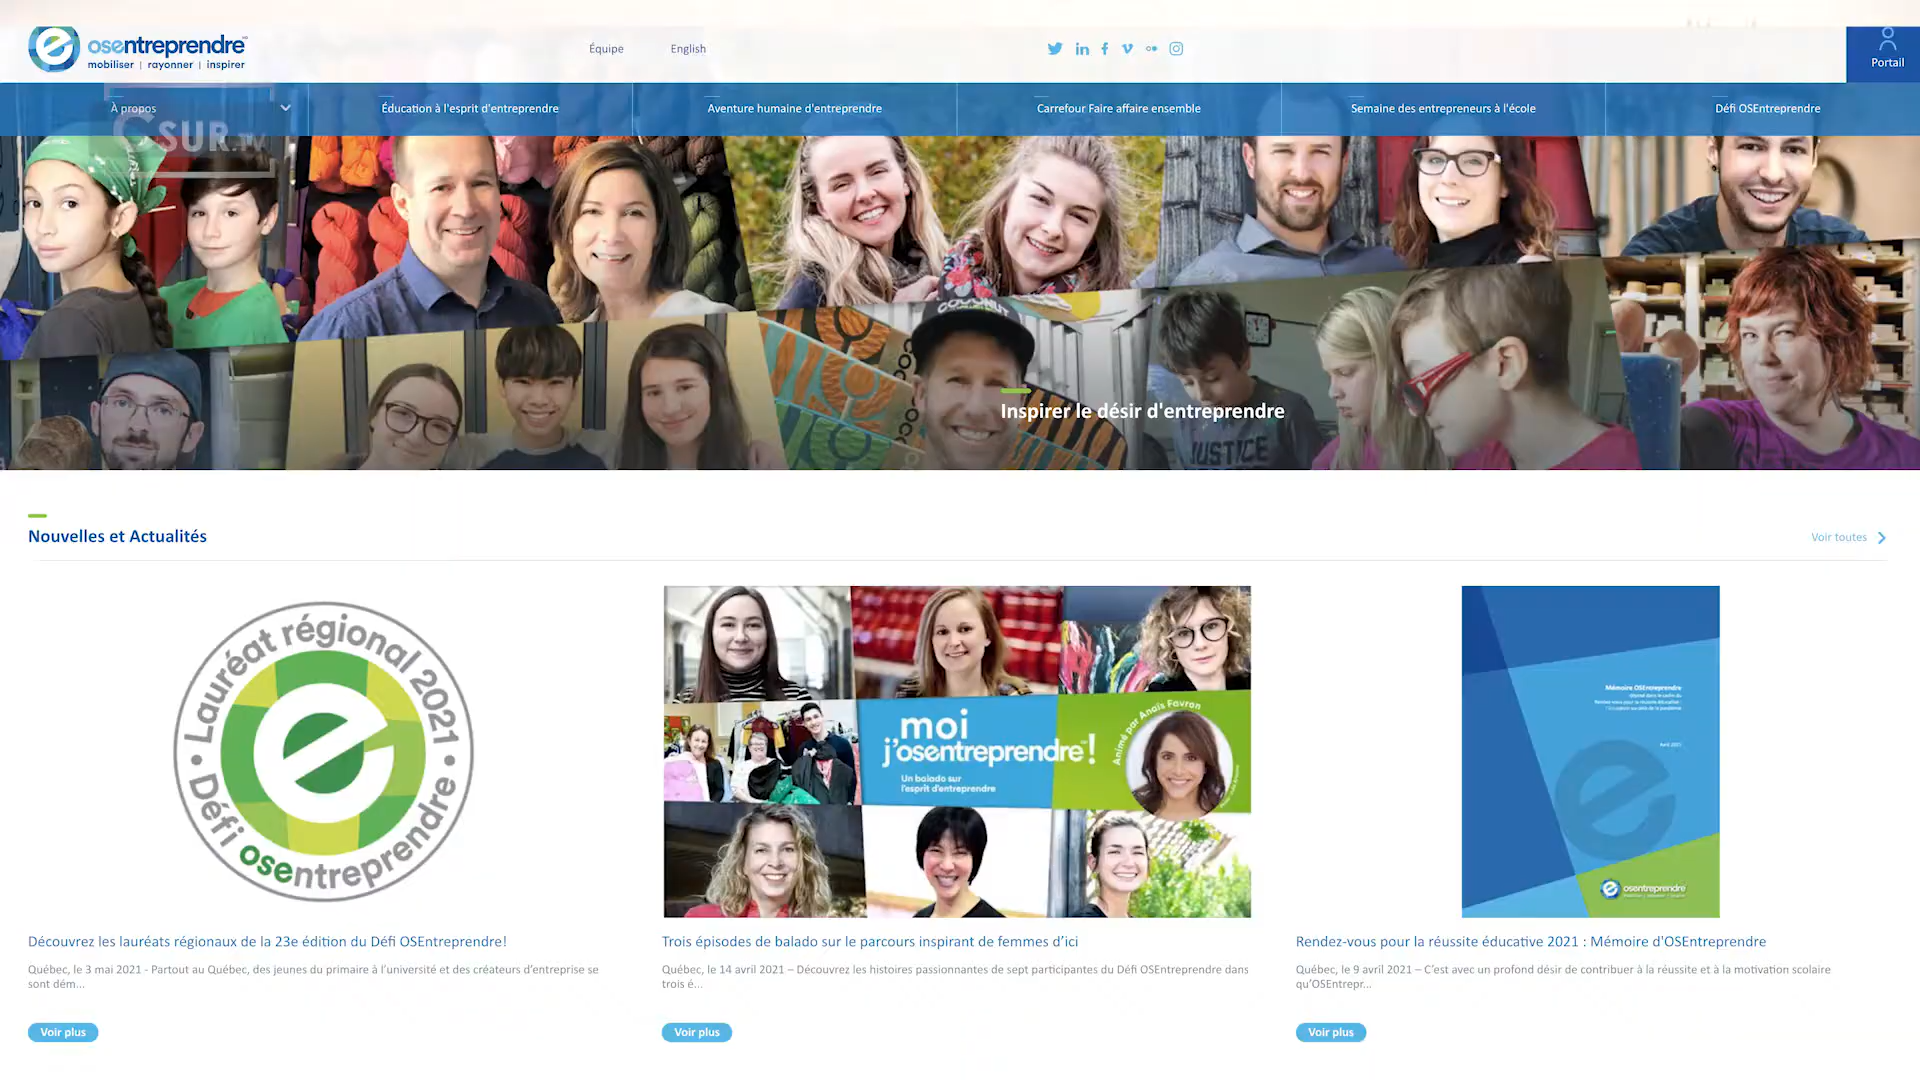 osentreprendre
mobiliser | rayonner | inspirer
Équipe
English
Portail
À propos
Éducation à l'esprit d'entreprendre
Aventure humaine d'entreprendre
Carrefour Faire affaire ensemble
Semaine des entrepreneurs à l'école
Défi OSEntreprendre
CSUR.tv
COCONUT
JUSTICE
Inspirer le désir d'entreprendre
Nouvelles et Actualités
Voir toutes
Lauréat régional 2021
Défi osentreprendre
moi
j'osentreprendre!
Un balado sur
l'esprit d'entreprendre
Animé par Anaïs Favron
Mémoire OSEntreprendre
Avril 2021
osentreprendre
Découvrez les lauréats régionaux de la 23e édition du Défi OSEntreprendre!
Québec, le 3 mai 2021 - Partout au Québec, des jeunes du primaire à l'université et des créateurs d'entreprise se
sont dém...
Voir plus
Trois épisodes de balado sur le parcours inspirant de femmes d’ici
Québec, le 14 avril 2021 – Découvrez les histoires passionnantes de sept participantes du Défi OSEntreprendre dans
trois é...
Voir plus
Rendez-vous pour la réussite éducative 2021 : Mémoire d'OSEntreprendre
Québec, le 9 avril 2021 – C’est avec un profond désir de contribuer à la réussite et à la motivation scolaire
qu’OSEntrepr...
Voir plus